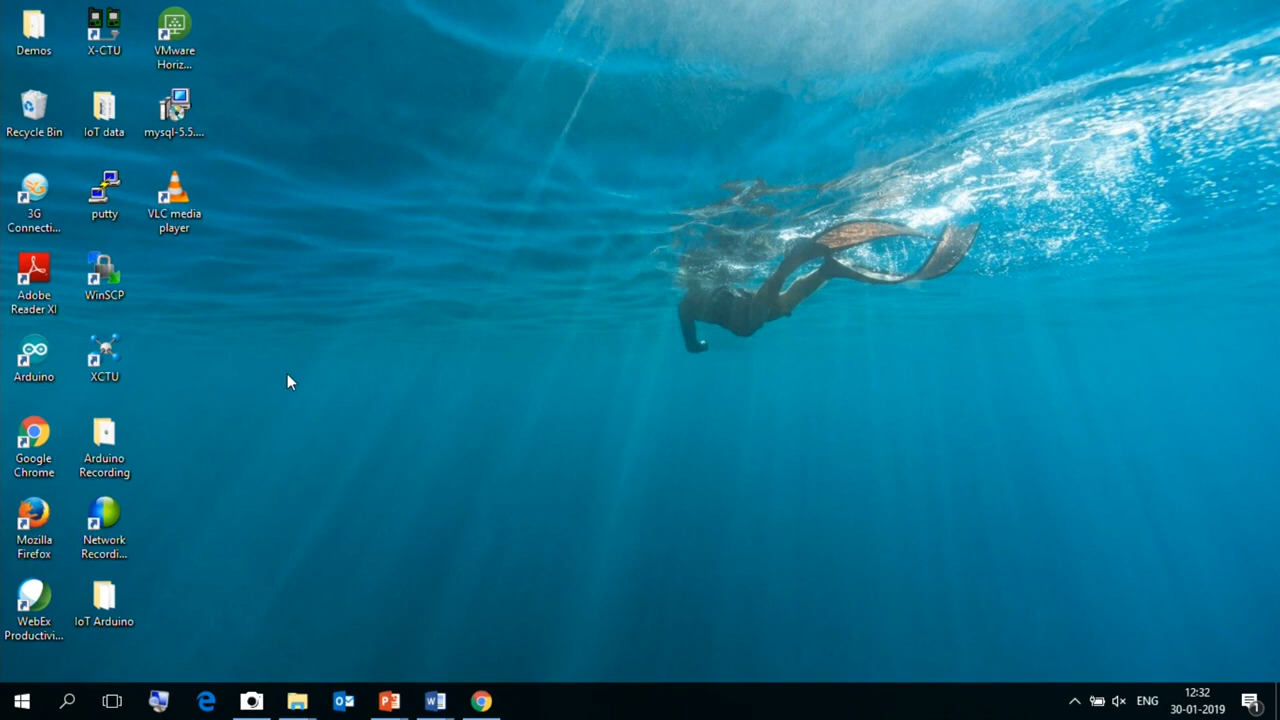 Demos
X-CTU
VMware
Horiz...
Recycle Bin
IoT data
mysql-5.5....
3G
Connecti...
putty
VLC media
player
Adobe
Reader XI
WinSCP
Arduino
XCTU
Google
Chrome
Arduino
Recording
Mozilla
Firefox
Network
Recordi...
WebEx
Productivi...
IoT Arduino
ENG
12:32
30-01-2019
1